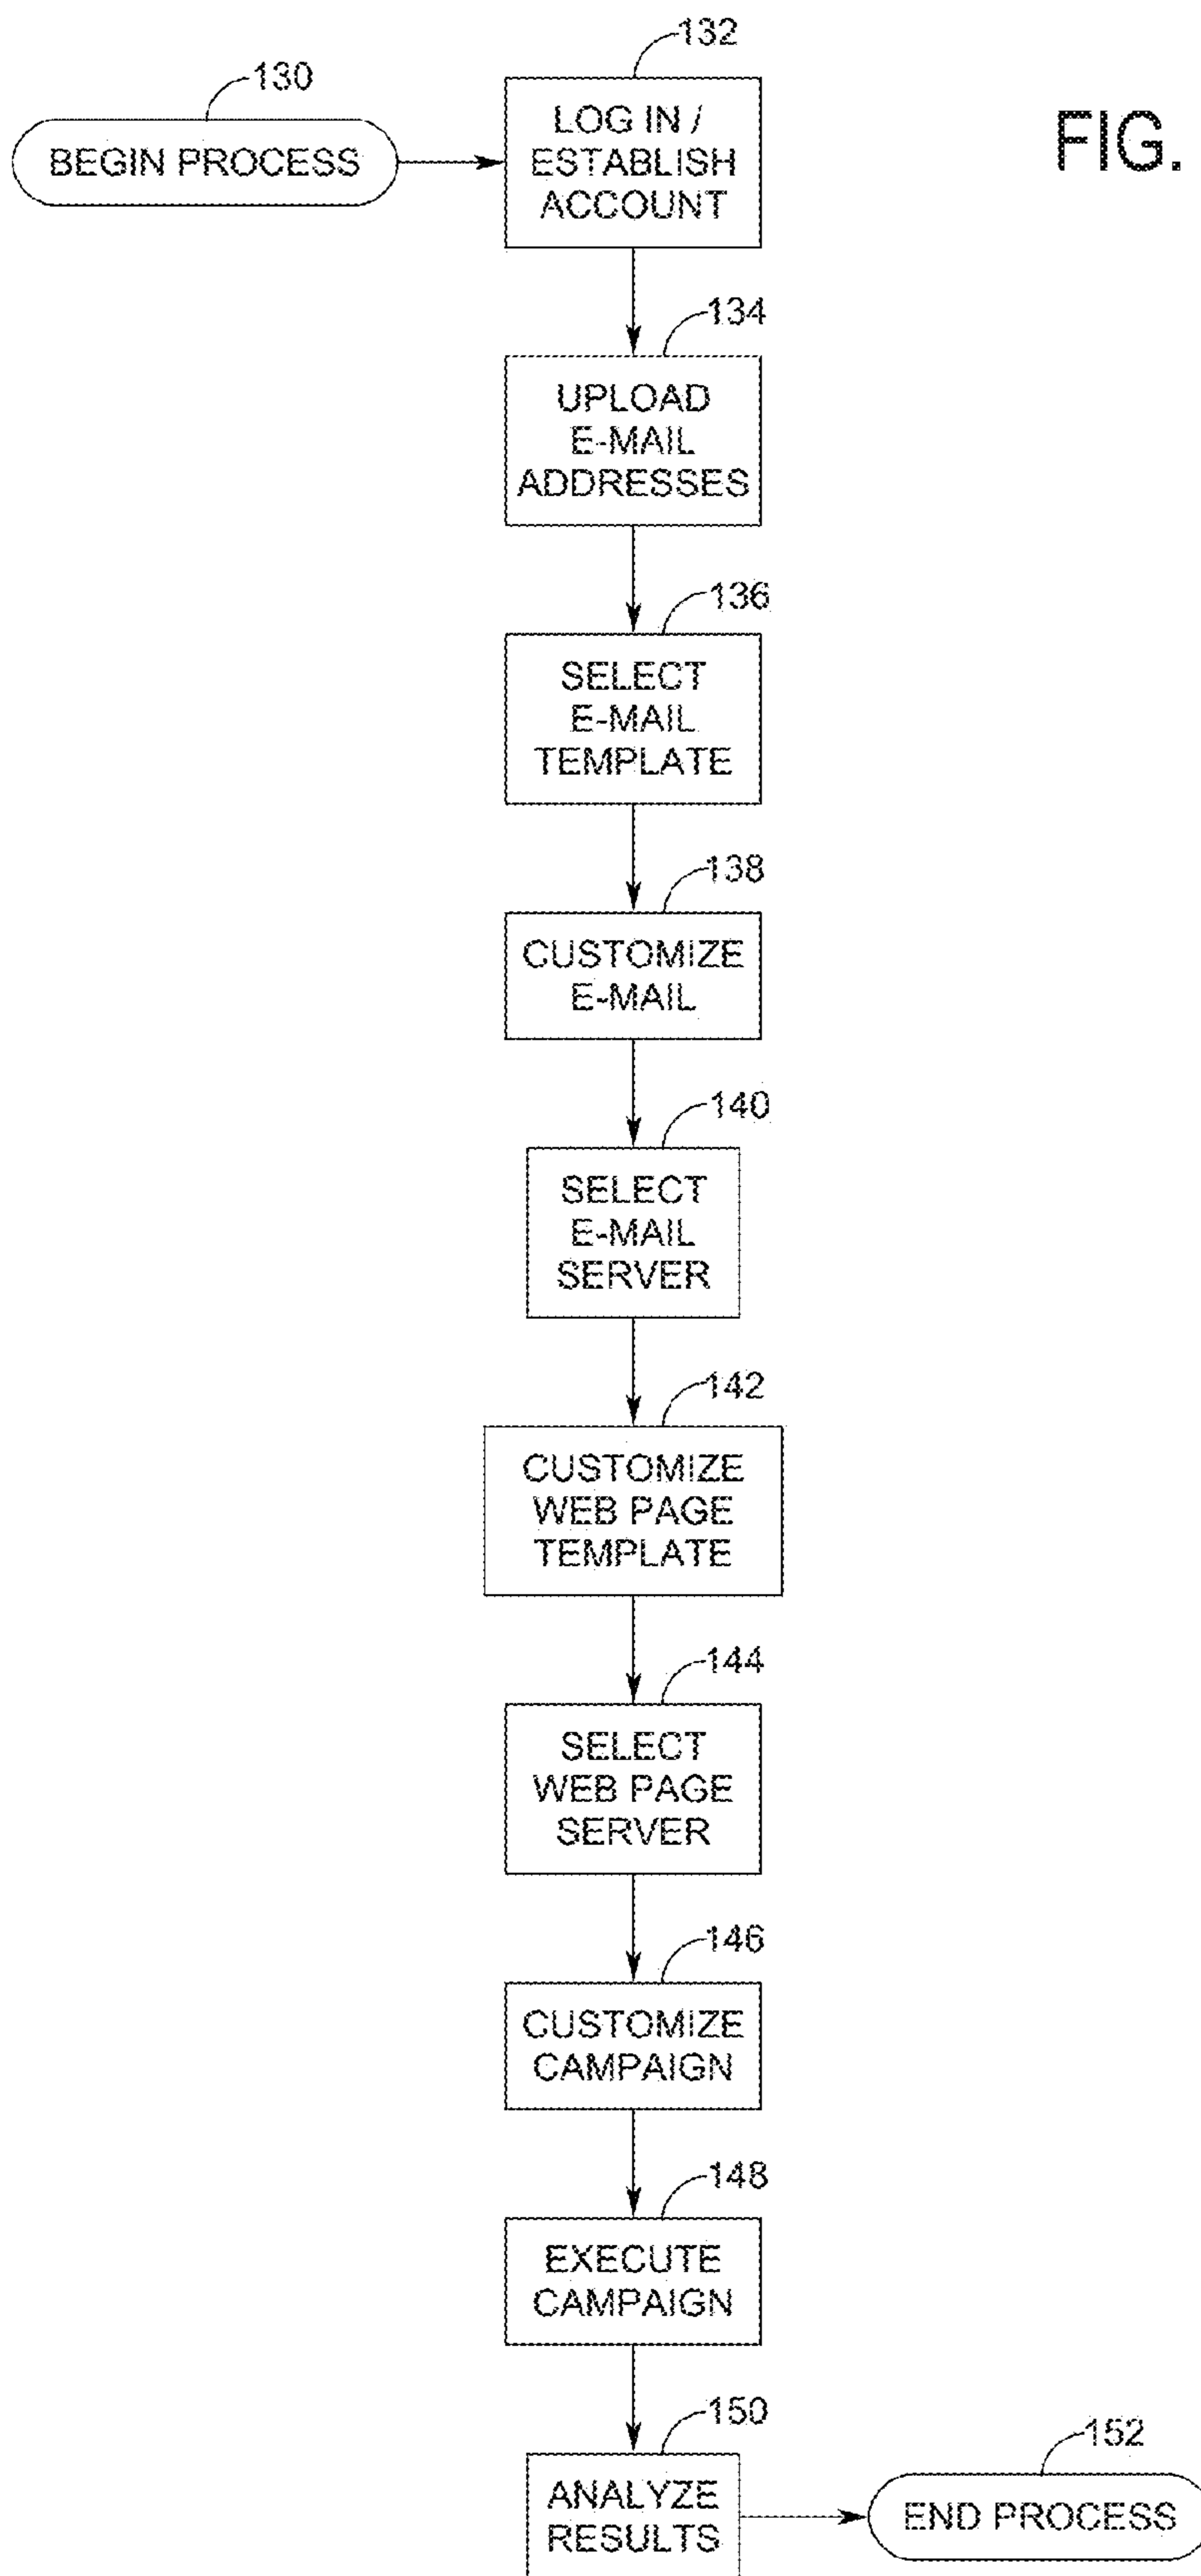 132
130
FIG.
BEGIN PROCESS
LOG IN /
ESTABLISH
ACCOUNT
134
UPLOAD
E-MAIL
ADDRESSES
136
SELECT
E-MAIL
TEMPLATE
138
CUSTOMIZE
E-MAIL
140
SELECT
E-MAIL
SERVER
142
CUSTOMIZE
WEB PAGE
TEMPLATE
144
SELECT
WEB PAGE
SERVER
146
CUSTOMIZE
CAMPAIGN
148
EXECUTE
CAMPAIGN
150
152
ANALYZE
RESULTS
END PROCESS